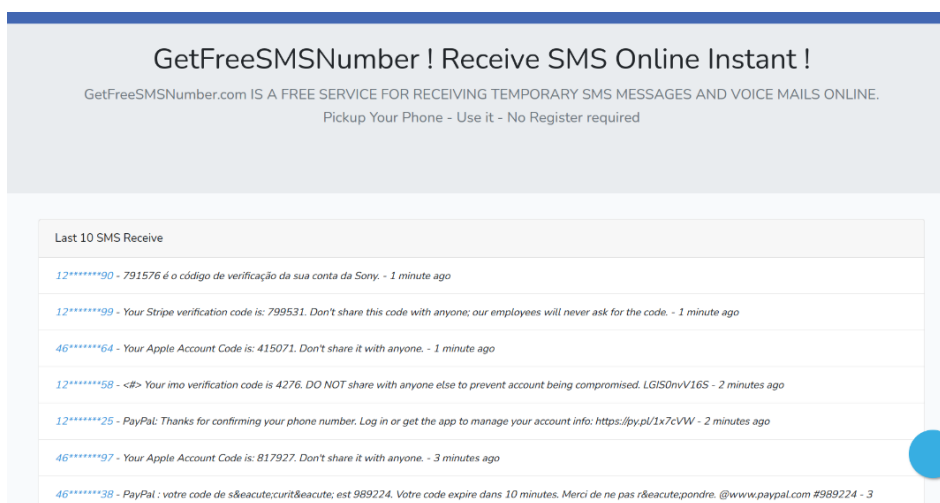 GetFreeSMSNumber ! Receive SMS Online Instant !
GetFreeSMSNumber.com IS A FREE SERVICE FOR RECEIVING TEMPORARY SMS MESSAGES AND VOICE MAILS ONLINE.
Pickup Your Phone - Use it - No Register required
Last 10 SMS Receive
12*******90 - 791576 é o código de verificação da sua conta da Sony. - 1 minute ago
12*******99 - Your Stripe verification code is: 799531. Don't share this code with anyone; our employees will never ask for the code. - 1 minute ago
46*******64 - Your Apple Account Code is: 415071. Don't share it with anyone. - 1 minute ago
12*******58 - <#> Your imo verification code is 4276. DO NOT share with anyone else to prevent account being compromised. LGIS0nvV16S - 2 minutes ago
12*******25 - PayPal: Thanks for confirming your phone number. Log in or get the app to manage your account info: https://py.pl/1x7cVW - 2 minutes ago
46*******97 - Your Apple Account Code is: 817927. Don't share it with anyone. - 3 minutes ago
46*******38 - PayPal : votre code de s&eacute;curit&eacute; est 989224. Votre code expire dans 10 minutes. Merci de ne pas r&eacute;pondre. @www.paypal.com #989224 - 3